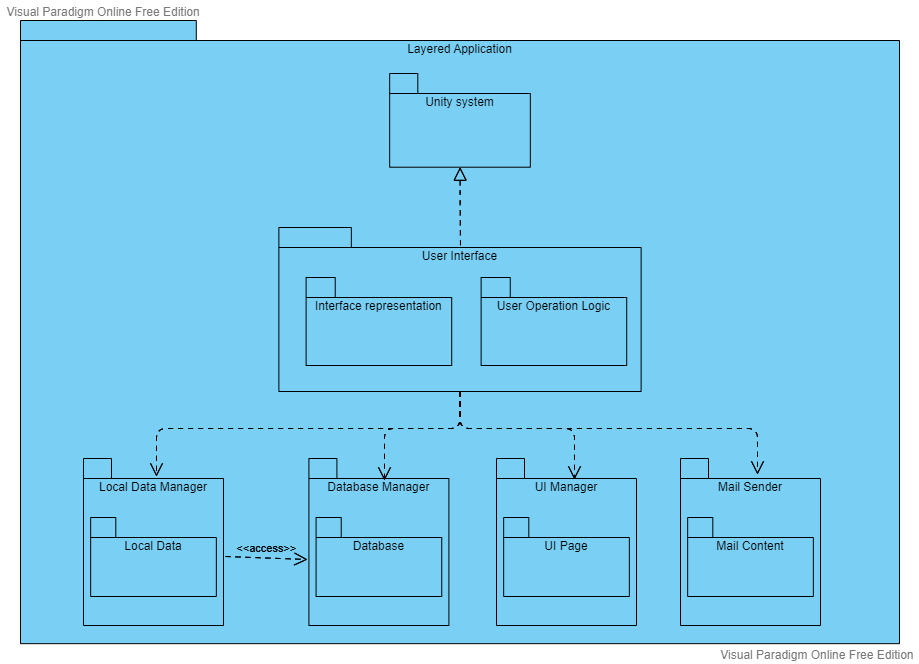 Visual Paradigm Online Free Edition
Layered Application
Unity system
User Interface
Interface representation
User Operation Logic
Local Data Manager
Database Manager
UI Manager
Mail Sender
Local Data
<<access>>
Database
UI Page
Mail Content
Visual Paradigm Online Free Edition